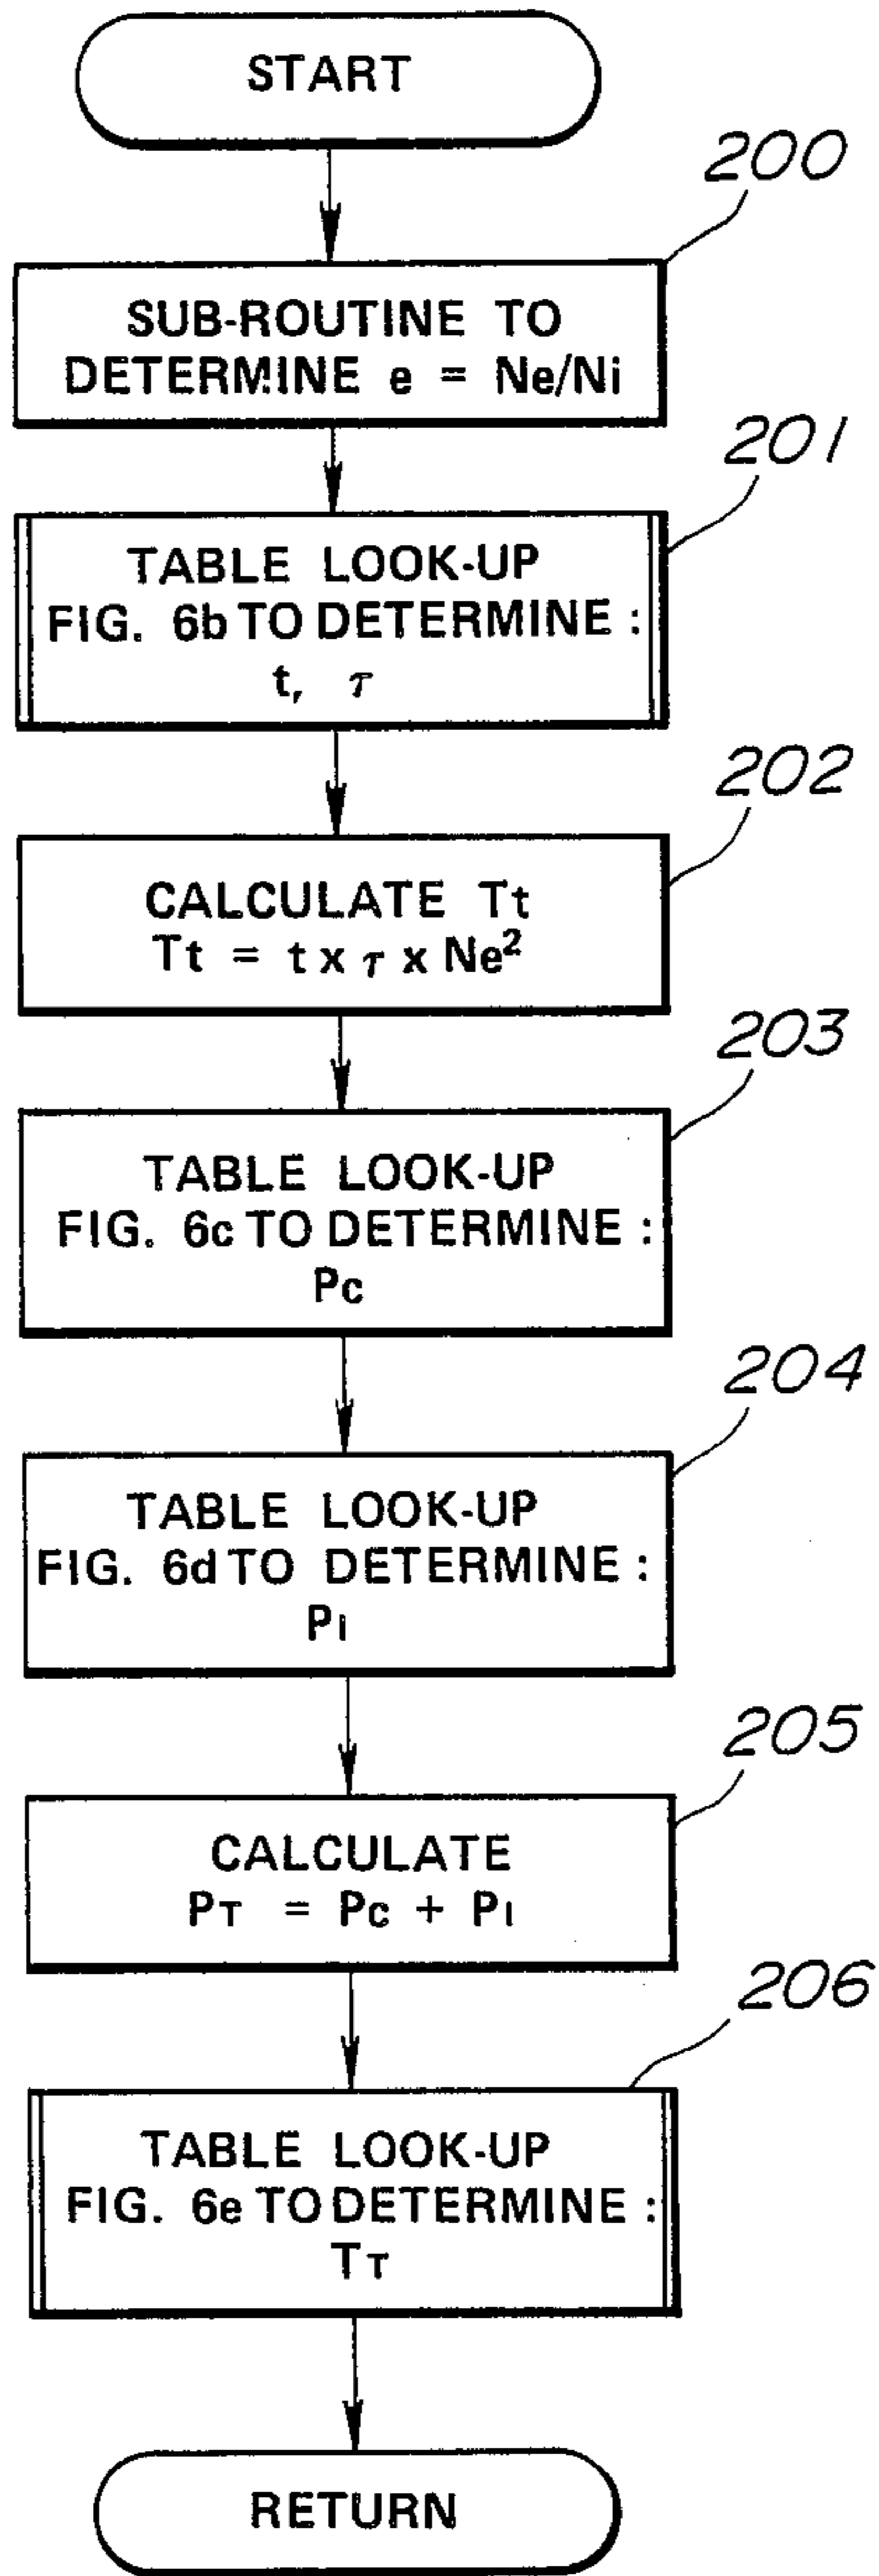 START
200
SUB-ROUTINE TO
DETERMINE e = Ne/Ni
201
TABLE LOOK-UP
FIG. 6b TO DETERMINE :
t, τ
202
CALCULATE Tt
Tt = t x τ x Ne²
203
TABLE LOOK-UP
FIG. 6c TO DETERMINE :
Pc
204
TABLE LOOK-UP
FIG. 6d TO DETERMINE :
PI
205
CALCULATE
PT = Pc + PI
206
TABLE LOOK-UP
FIG. 6e TO DETERMINE :
TT
RETURN